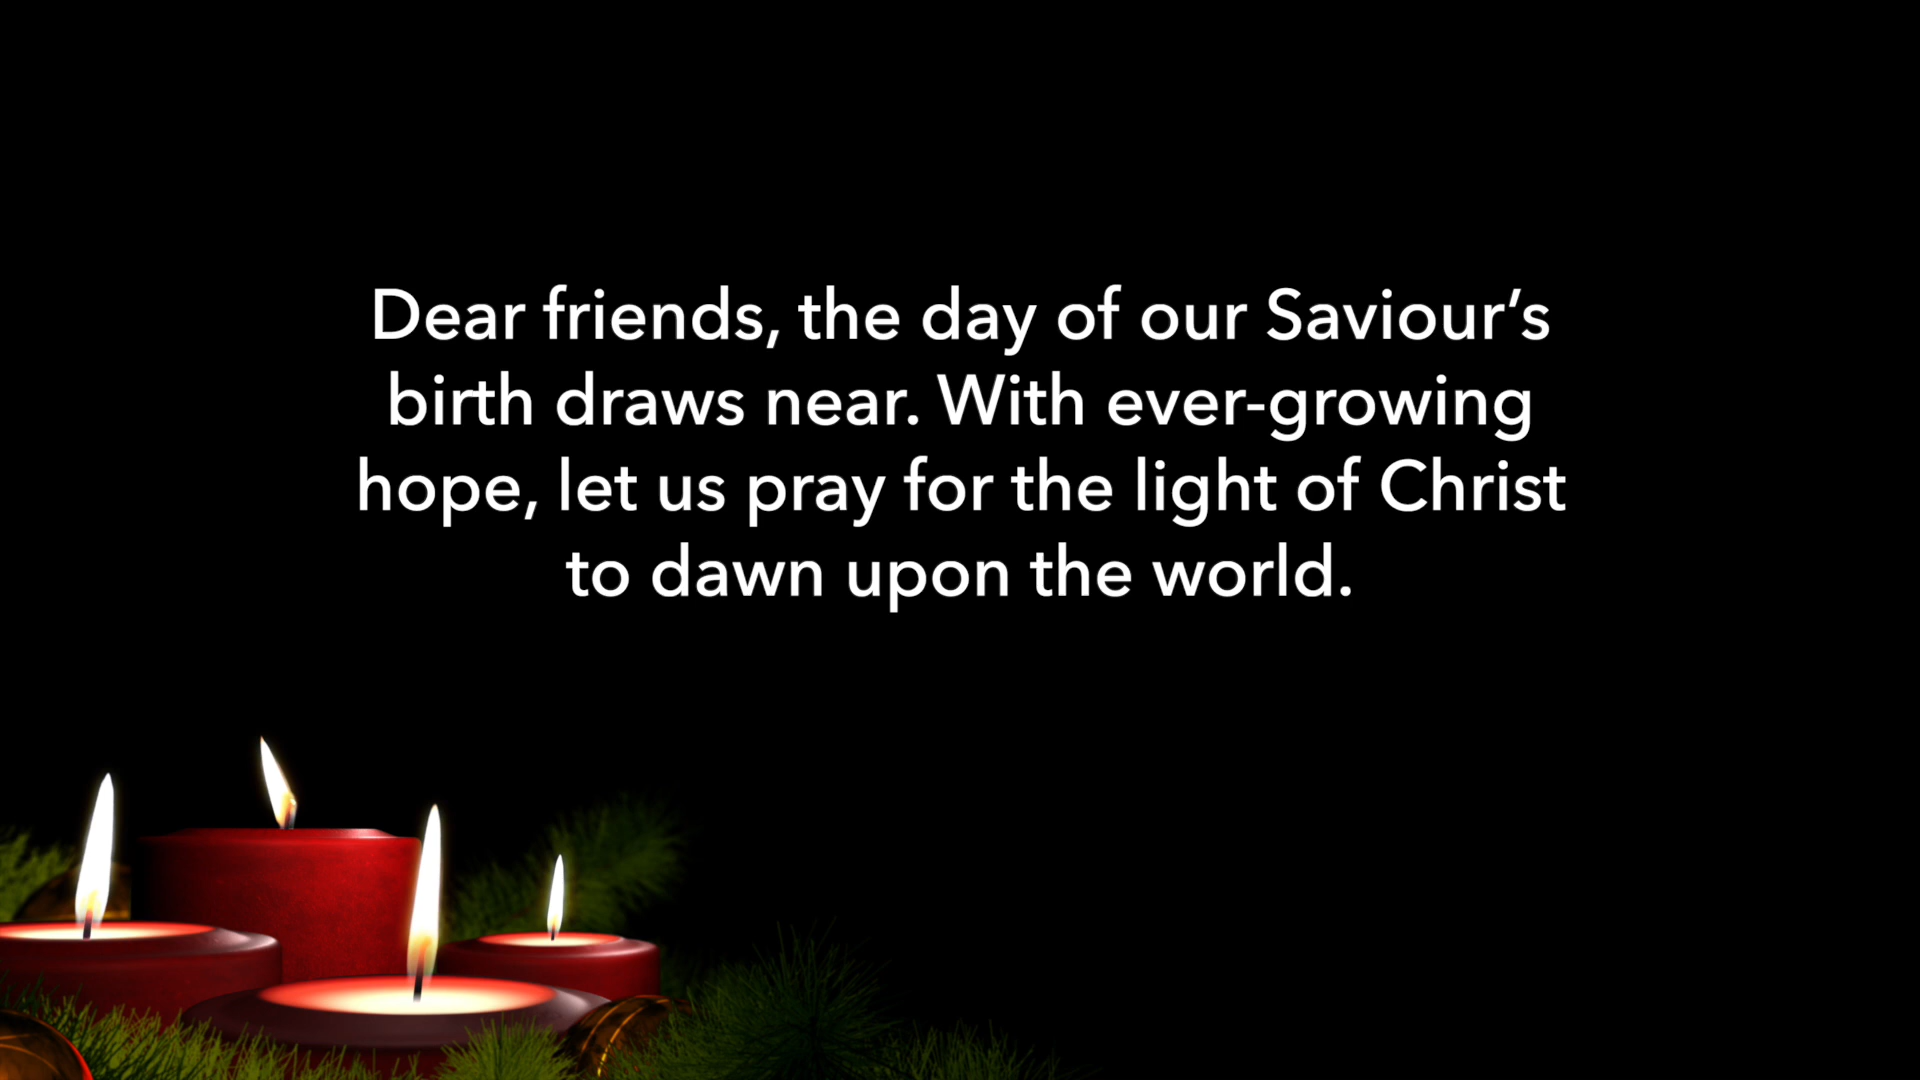 Dear friends, the day of our Saviour’s
birth draws near. With ever-growing
hope, let us pray for the light of Christ
to dawn upon the world.